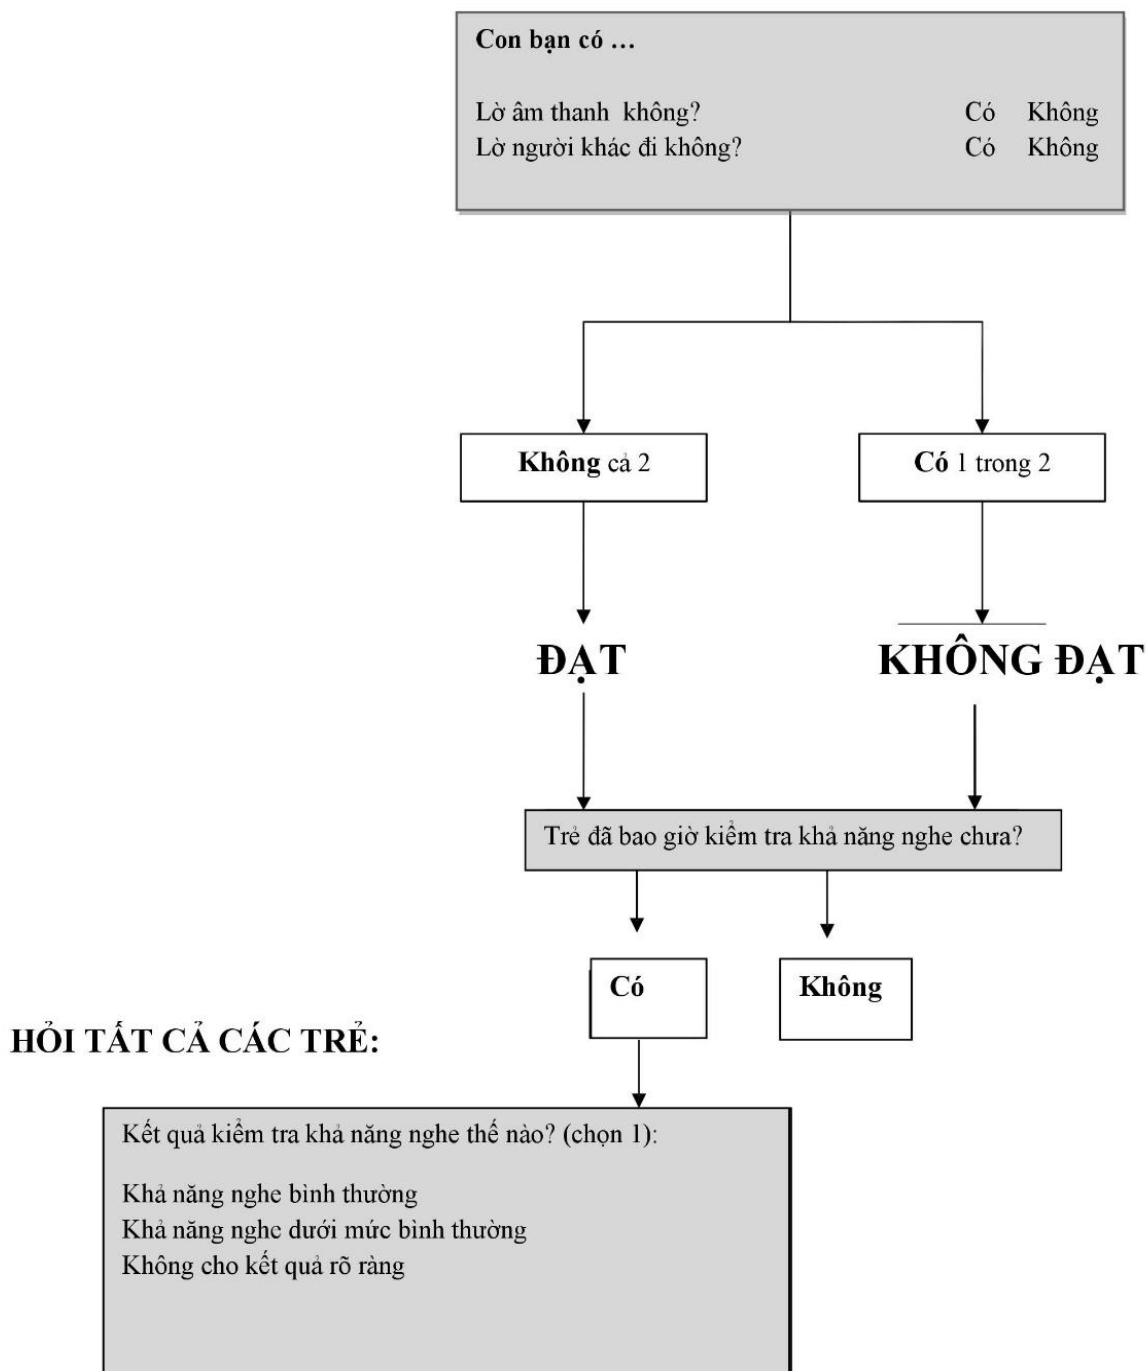 Con bạn có ...
Lờ âm thanh không? Có Không
Lờ người khác đi không? Có Không
Không cả 2
Có 1 trong 2
ĐẠT
KHÔNG ĐẠT
Trẻ đã bao giờ kiểm tra khả năng nghe chưa?
Có
Không
HỎI TẤT CẢ CÁC TRẺ:
Kết quả kiểm tra khả năng nghe thế nào? (chọn 1):
Khả năng nghe bình thường
Khả năng nghe dưới mức bình thường
Không cho kết quả rõ ràng